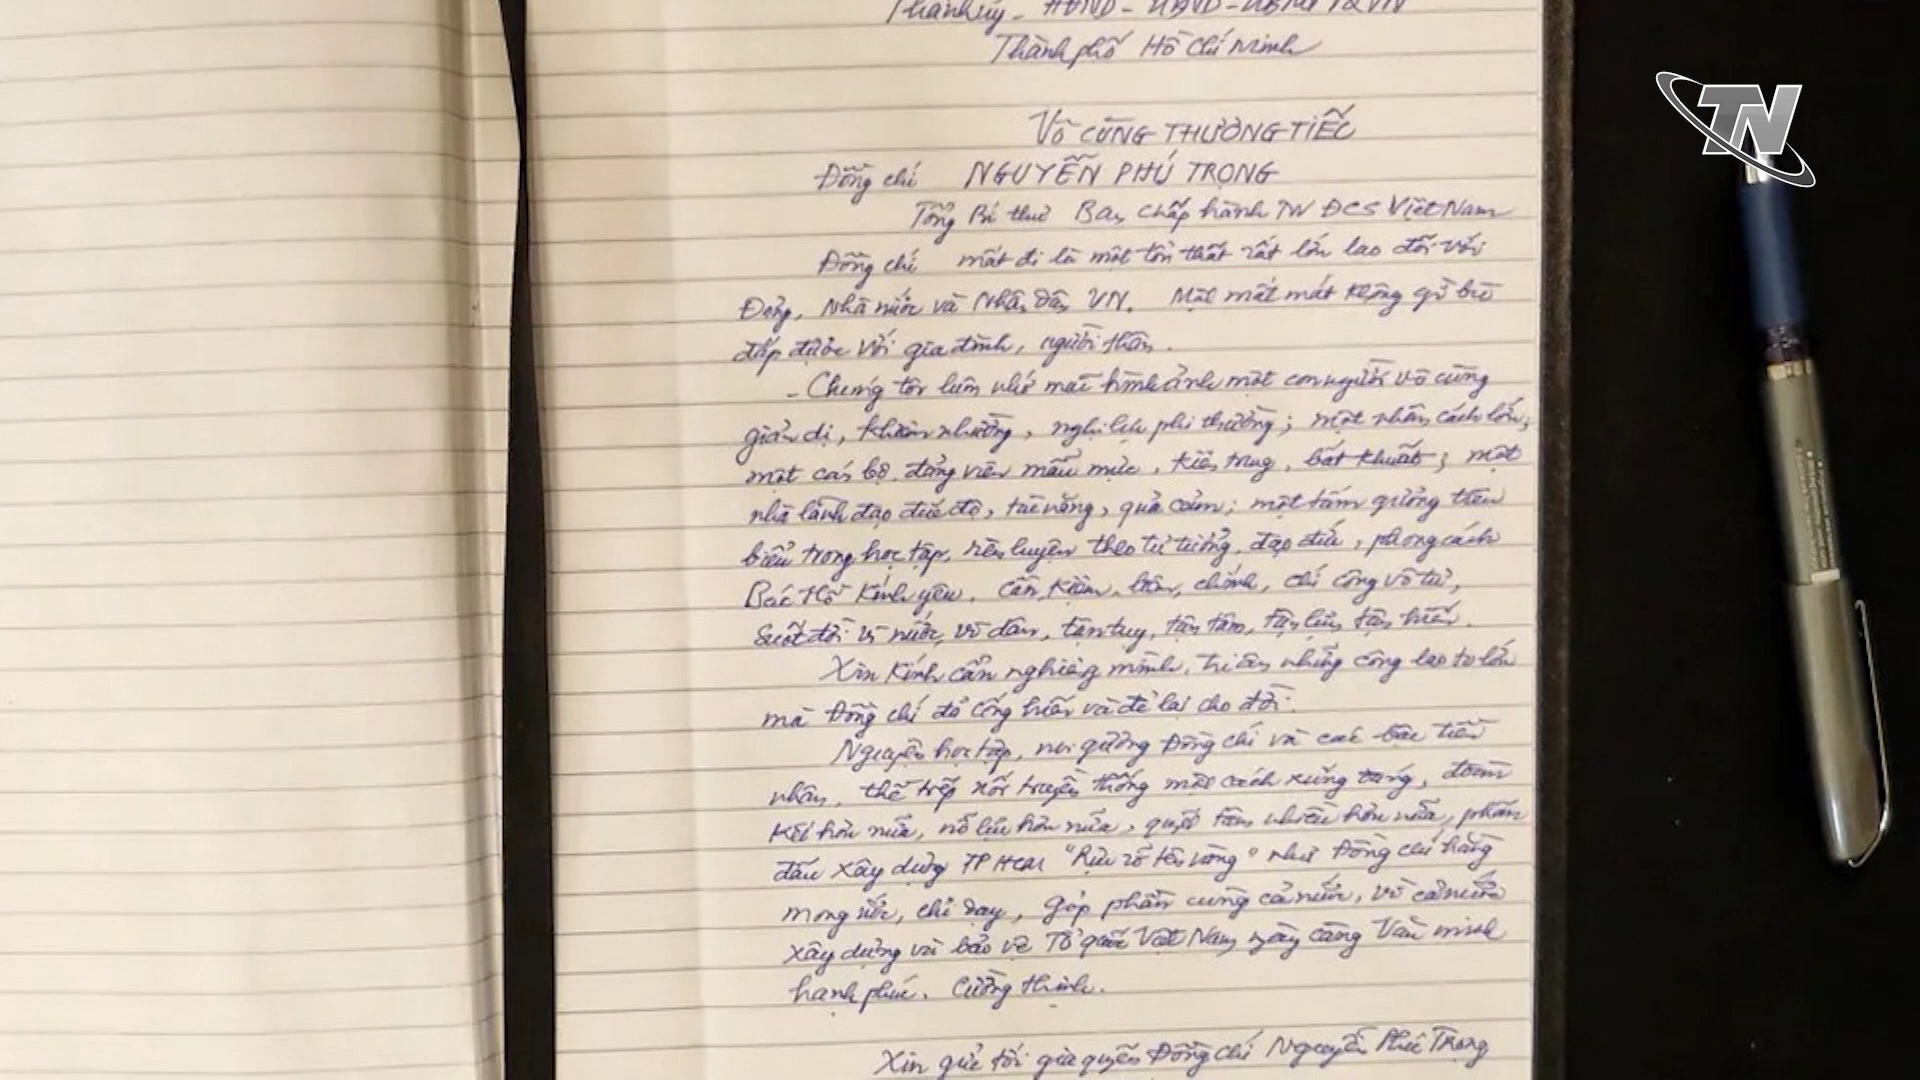 Thành ủy - HĐND - UBND - UBMTTQVN
Thành phố Hồ Chí Minh
Vô cùng THƯƠNG TIẾC
Đồng chí NGUYỄN PHÚ TRỌNG
Tổng Bí thư Ban Chấp hành TW ĐCS Việt Nam
Đồng chí mất đi là một tổn thất rất lớn lao đối với
Đảng, Nhà nước và Nhân dân VN. Một mất mát không gì bù
đắp được với gia đình, người thân.
- Chúng tôi luôn nhớ mãi hình ảnh một con người vô cùng
giản dị, khiêm nhường, nghị lực phi thường; một nhân cách lớn;
một cán bộ, đảng viên mẫu mực, kiên trung, bất khuất; một
nhà lãnh đạo đức độ, tài năng, quả cảm; một tấm gương tiêu
biểu trong học tập, rèn luyện theo tư tưởng, đạo đức, phong cách
Bác Hồ kính yêu. Cần, kiệm, liêm, chính, chí công vô tư,
suốt đời vì nước, vì dân, tận tụy, tận tâm, tận lực, tận hiến.
Xin kính cẩn nghiêng mình, tri ân những công lao to lớn
mà Đồng chí đã cống hiến và để lại cho đời.
Nguyện học tập, noi gương Đồng chí và các bậc tiền
nhân, thế tiếp nối truyền thống một cách xứng đáng, đoàn
kết hơn nữa, nỗ lực hơn nữa, quyết tâm nhiều hơn nữa, phấn
đấu xây dựng TP HCM "Rực rỡ tên vàng" như Đồng chí hằng
mong ước, chỉ dạy, góp phần cùng cả nước, vì cả nước
xây dựng và bảo vệ Tổ quốc Việt Nam ngày càng Văn minh
hạnh phúc, Cường thịnh.
Xin gửi tới gia quyến Đồng chí Nguyễn Phú Trọng
TN